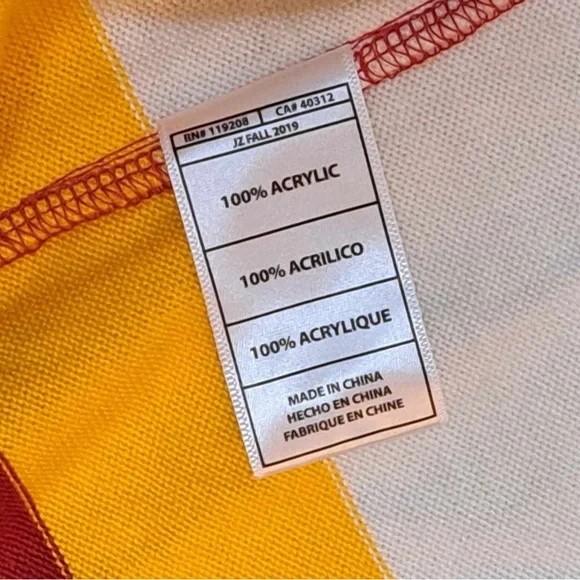 RN# 119208 CA# 40312
JZ FALL 2019
100% ACRYLIC
100% ACRILICO
100% ACRYLIQUE
MADE IN CHINA
HECHO EN CHINA
FABRIQUE EN CHINE